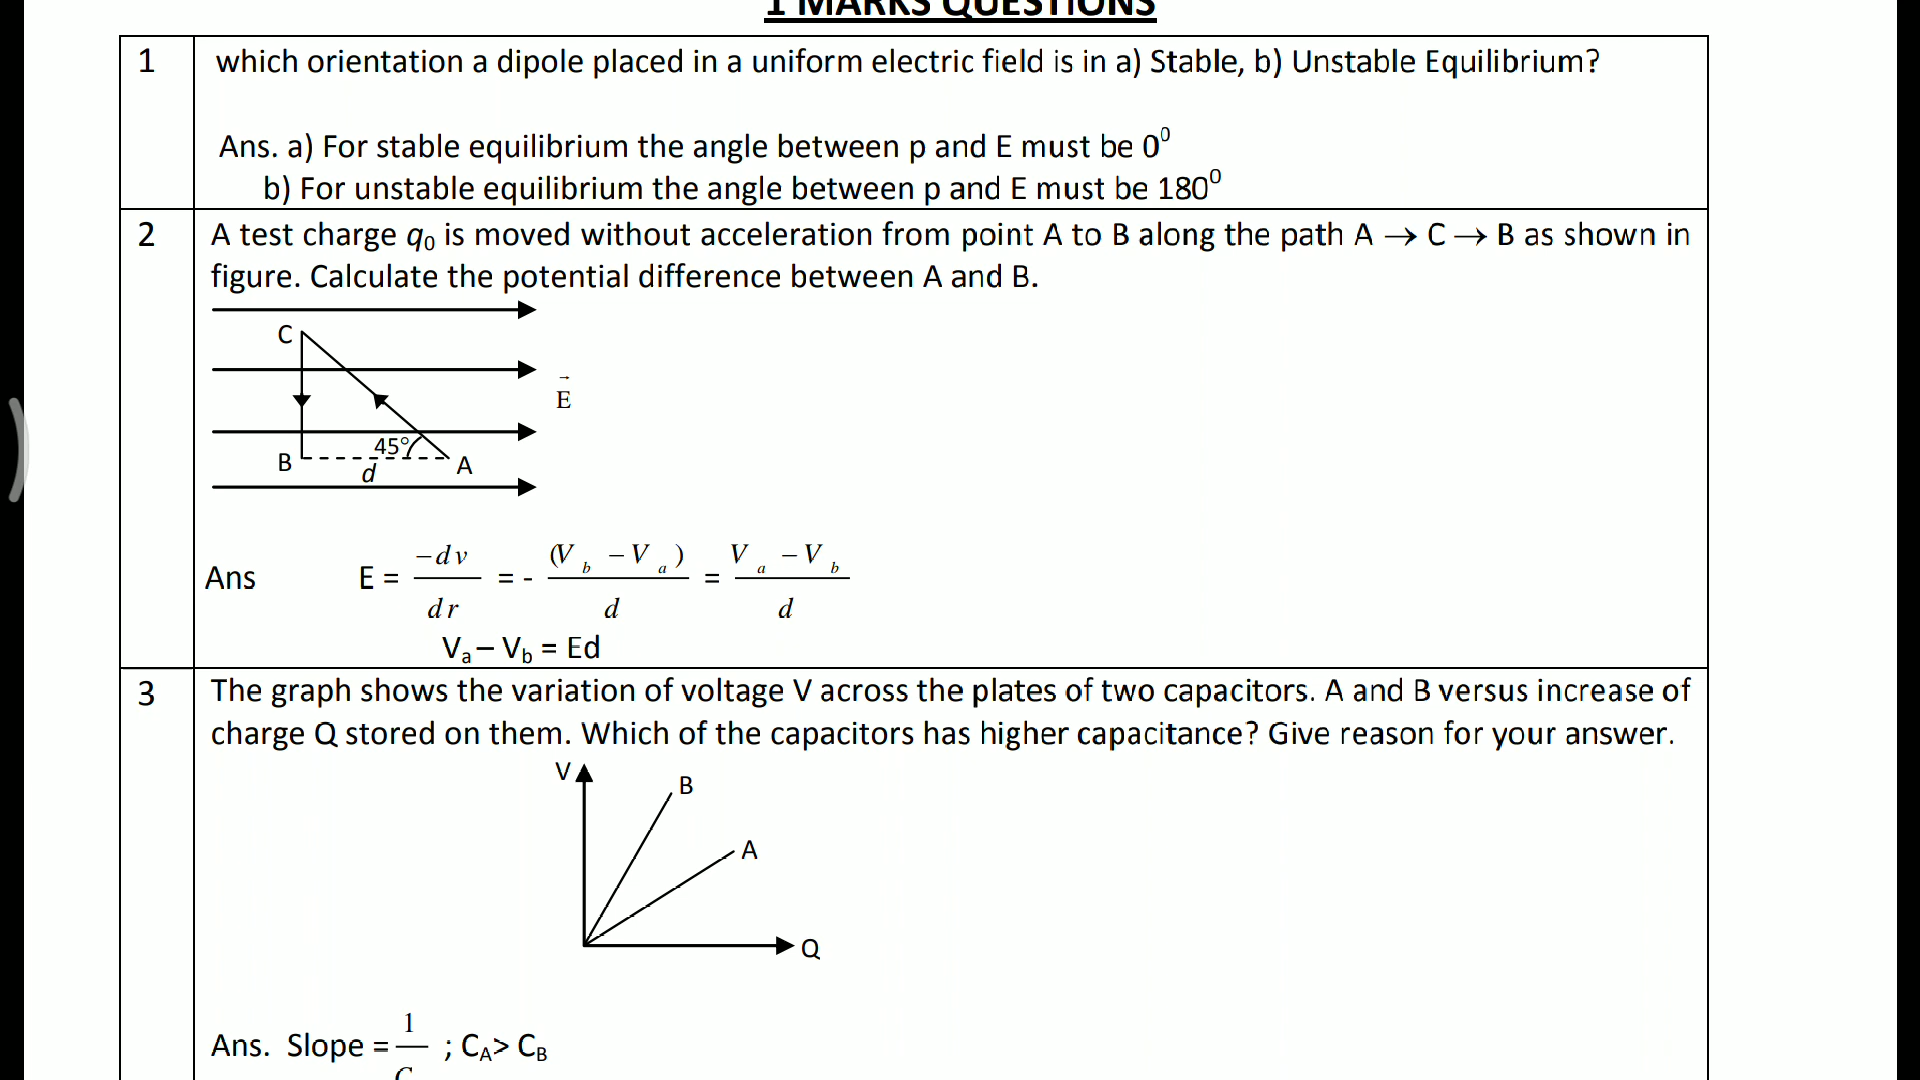 1 MARKS QUESTIONS
1 which orientation a dipole placed in a uniform electric field is in a) Stable, b) Unstable Equilibrium?
Ans. a) For stable equilibrium the angle between p and E must be 0⁰
b) For unstable equilibrium the angle between p and E must be 180⁰
2 A test charge q₀ is moved without acceleration from point A to B along the path A → C → B as shown in
figure. Calculate the potential difference between A and B.
C
E⃗
45°
B A
d
Ans E = −dv/dr = - (V_b − V_a)/d = V_a − V_b/d
Vₐ – V_b = Ed
3 The graph shows the variation of voltage V across the plates of two capacitors. A and B versus increase of
charge Q stored on them. Which of the capacitors has higher capacitance? Give reason for your answer.
V
B
A
Q
Ans. Slope = 1/C ; C_A > C_B